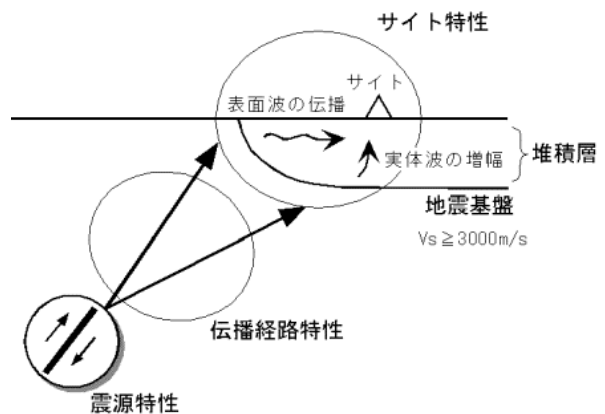 サイト特性
サイト
表面波の伝播
実体波の増幅
堆積層
地震基盤
Vs≧3000m/s
伝播経路特性
震源特性